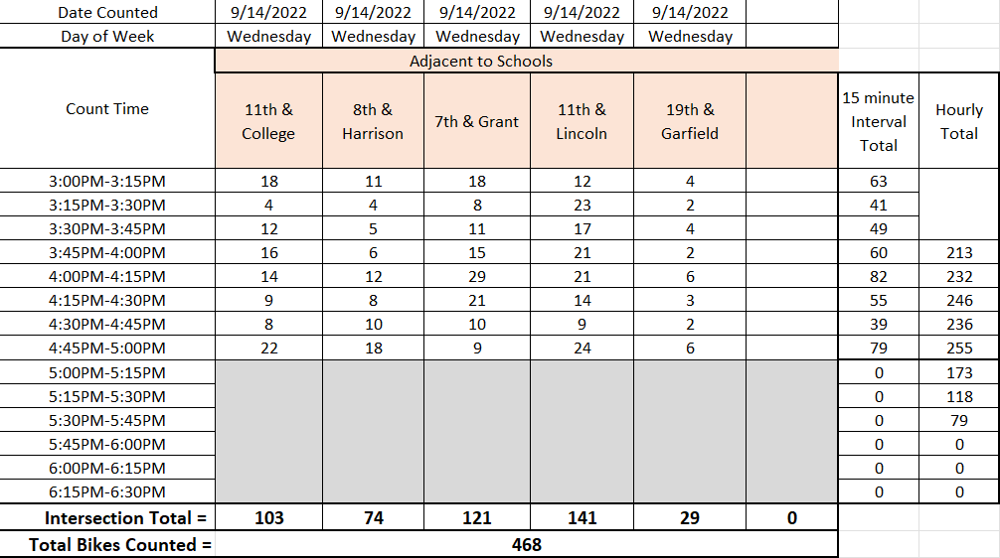 Date Counted 9/14/2022 9/14/2022 9/14/2022 9/14/2022 9/14/2022
Day of Week Wednesday Wednesday Wednesday Wednesday Wednesday
Adjacent to Schools
Count Time 11th & College 8th & Harrison 7th & Grant 11th & Lincoln 19th & Garfield 15 minute Interval Total Hourly Total
3:00PM-3:15PM 18 11 18 12 4 63
3:15PM-3:30PM 4 4 8 23 2 41
3:30PM-3:45PM 12 5 11 17 4 49
3:45PM-4:00PM 16 6 15 21 2 60 213
4:00PM-4:15PM 14 12 29 21 6 82 232
4:15PM-4:30PM 9 8 21 14 3 55 246
4:30PM-4:45PM 8 10 10 9 2 39 236
4:45PM-5:00PM 22 18 9 24 6 79 255
5:00PM-5:15PM 0 173
5:15PM-5:30PM 0 118
5:30PM-5:45PM 0 79
5:45PM-6:00PM 0 0
6:00PM-6:15PM 0 0
6:15PM-6:30PM 0 0
Intersection Total = 103 74 121 141 29 0
Total Bikes Counted = 468